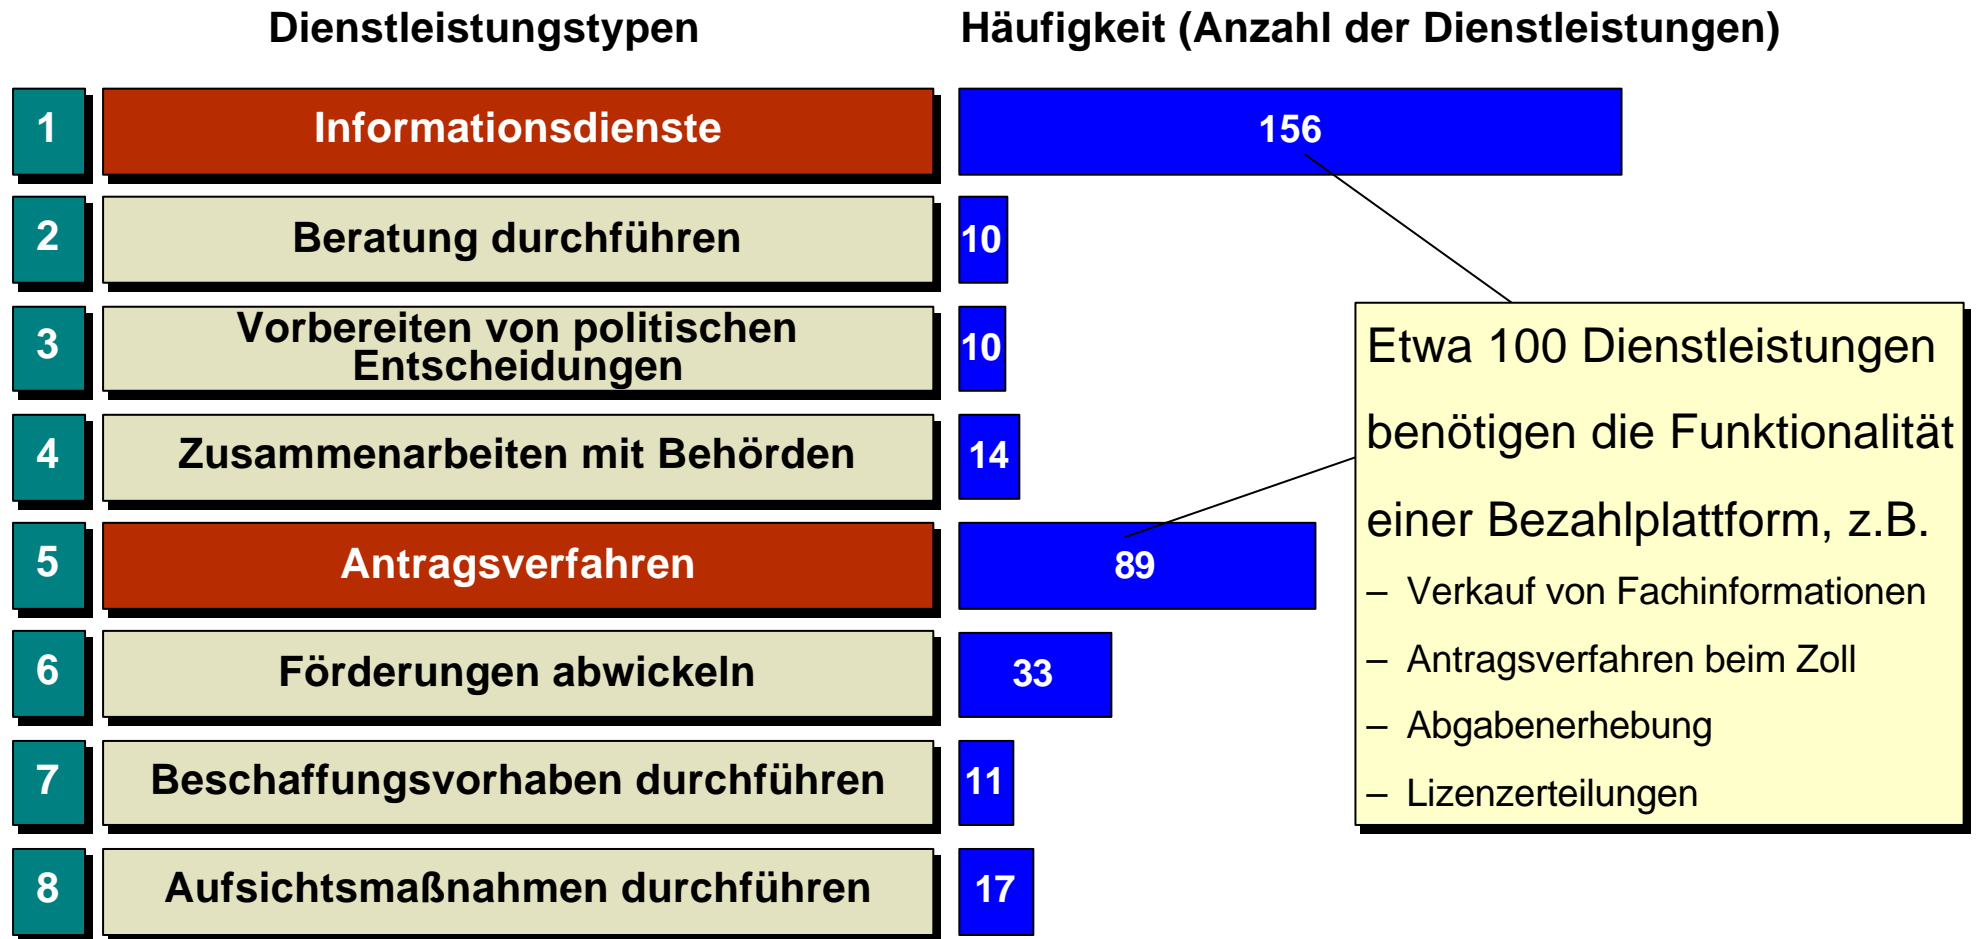 Dienstleistungstypen
Häufigkeit (Anzahl der Dienstleistungen)
1
Informationsdienste
156
2
Beratung durchführen
10
3
Vorbereiten von politischen
Entscheidungen
10
4
Zusammenarbeiten mit Behörden
14
5
Antragsverfahren
89
6
Förderungen abwickeln
33
7
Beschaffungsvorhaben durchführen
11
8
Aufsichtsmaßnahmen durchführen
17
Etwa 100 Dienstleistungen
benötigen die Funktionalität
einer Bezahlplattform, z.B.
– Verkauf von Fachinformationen
– Antragsverfahren beim Zoll
– Abgabenerhebung
– Lizenzerteilungen